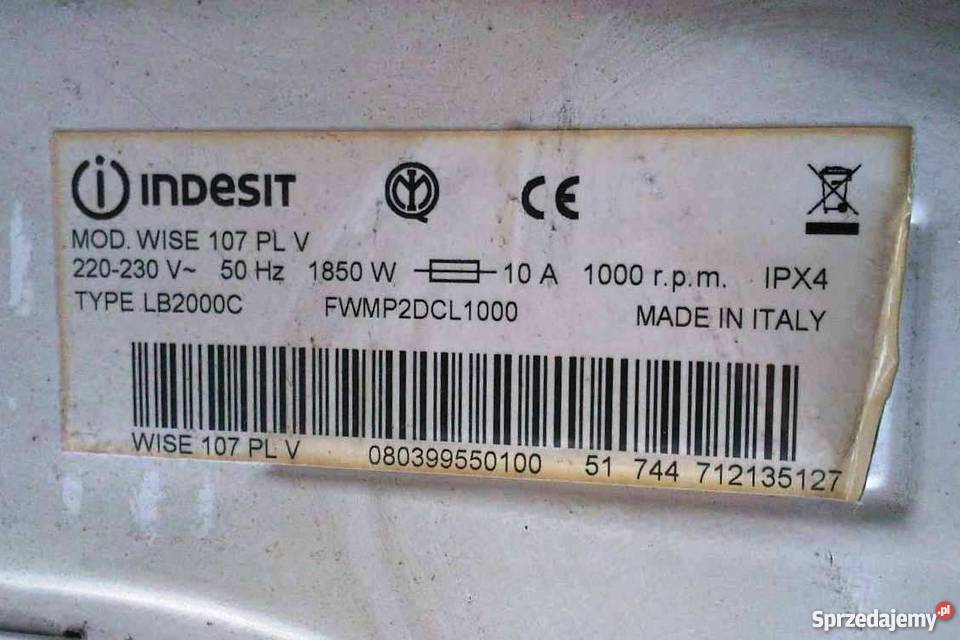 INDESIT
MOD. WISE 107 PL V
220-230 V~ 50 Hz 1850 W 10 A 1000 r.p.m. IPX4
TYPE LB2000C FWMP2DCL1000 MADE IN ITALY
WISE 107 PL V 080399550100 51 744 712135127
Sprzedajemy.pl